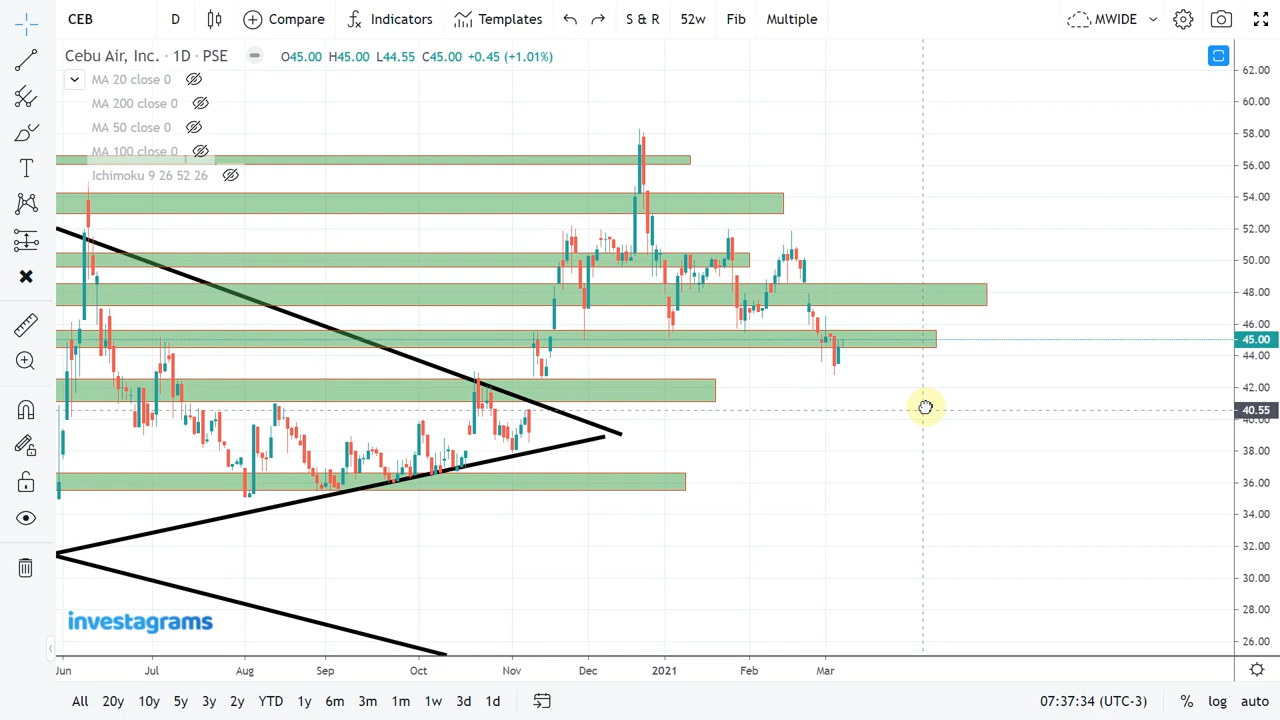 CEB D Compare Indicators Templates S & R 52w Fib Multiple MWIDE
Cebu Air, Inc. · 1D · PSE O45.00 H45.00 L44.55 C45.00 +0.45 (+1.01%)
MA 20 close 0
MA 200 close 0
MA 50 close 0
MA 100 close 0
Ichimoku 9 26 52 26
62.00
60.00
58.00
56.00
54.00
52.00
50.00
48.00
46.00
45.00
44.00
42.00
40.55
40.00
38.00
36.00
34.00
32.00
30.00
28.00
26.00
investagrams
Jun Jul Aug Sep Oct Nov Dec 2021 Feb Mar
All 20y 10y 5y 3y 2y YTD 1y 6m 3m 1m 1w 3d 1d 07:37:34 (UTC-3) % log auto